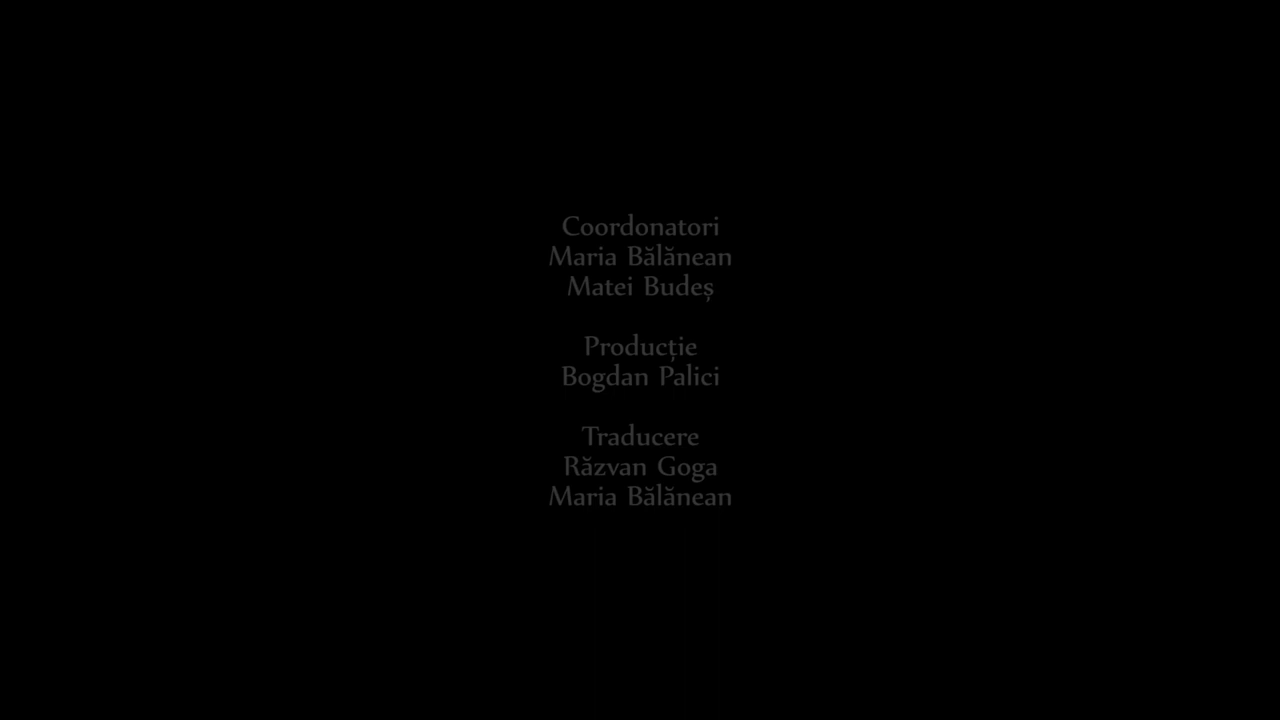 Coordonatori
Maria Bălănean
Matei Budeș
Producție
Bogdan Palici
Traducere
Răzvan Goga
Maria Bălănean